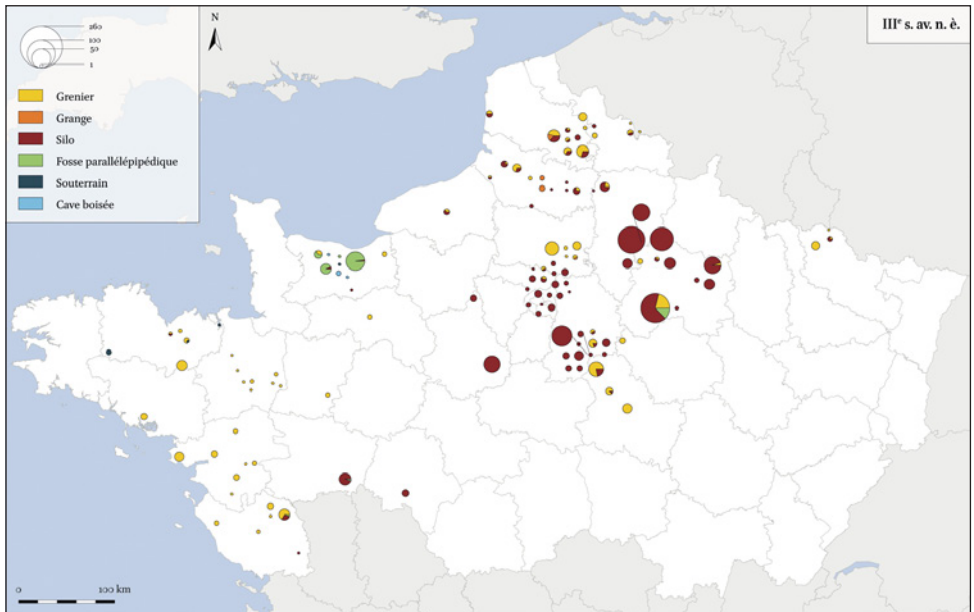 260
100
50
1
N
IIIᵉ s. av. n. è.
Grenier
Grange
Silo
Fosse parallélépipédique
Souterrain
Cave boisée
0 100 km